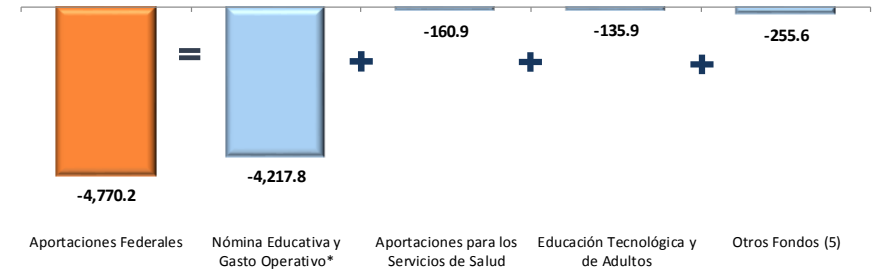 -160.9
-135.9
-255.6
=
+
+
+
-4,217.8
-4,770.2
Aportaciones Federales
Nómina Educativa y
Gasto Operativo*
Aportaciones para los
Servicios de Salud
Educación Tecnológica y
de Adultos
Otros Fondos (5)